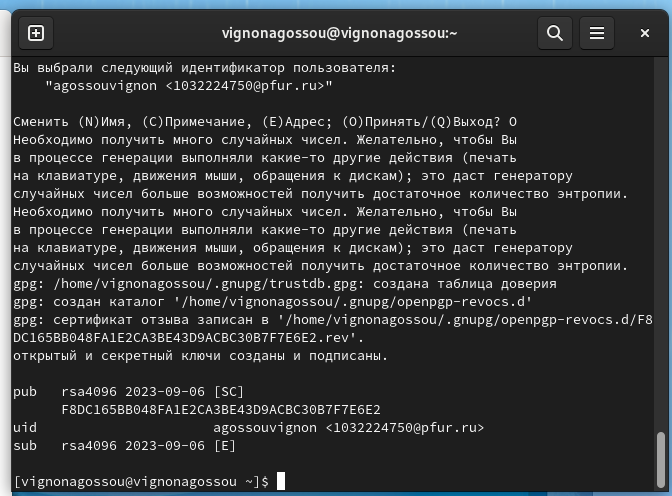 vignonagossou@vignonagossou:~
Вы выбрали следующий идентификатор пользователя:
"agossouvignon <1032224750@pfur.ru>"
Сменить (N)Имя, (C)Примечание, (E)Адрес; (O)Принять/(Q)Выход? O
Необходимо получить много случайных чисел. Желательно, чтобы Вы
в процессе генерации выполняли какие-то другие действия (печать
на клавиатуре, движения мыши, обращения к дискам); это даст генератору
случайных чисел больше возможностей получить достаточное количество энтропии.
Необходимо получить много случайных чисел. Желательно, чтобы Вы
в процессе генерации выполняли какие-то другие действия (печать
на клавиатуре, движения мыши, обращения к дискам); это даст генератору
случайных чисел больше возможностей получить достаточное количество энтропии.
gpg: /home/vignonagossou/.gnupg/trustdb.gpg: создана таблица доверия
gpg: создан каталог '/home/vignonagossou/.gnupg/openpgp-revocs.d'
gpg: сертификат отзыва записан в '/home/vignonagossou/.gnupg/openpgp-revocs.d/F8
DC165BB048FA1E2CA3BE43D9ACBC30B7F7E6E2.rev'.
открытый и секретный ключи созданы и подписаны.
pub   rsa4096 2023-09-06 [SC]
F8DC165BB048FA1E2CA3BE43D9ACBC30B7F7E6E2
uid                      agossouvignon <1032224750@pfur.ru>
sub   rsa4096 2023-09-06 [E]
[vignonagossou@vignonagossou ~]$